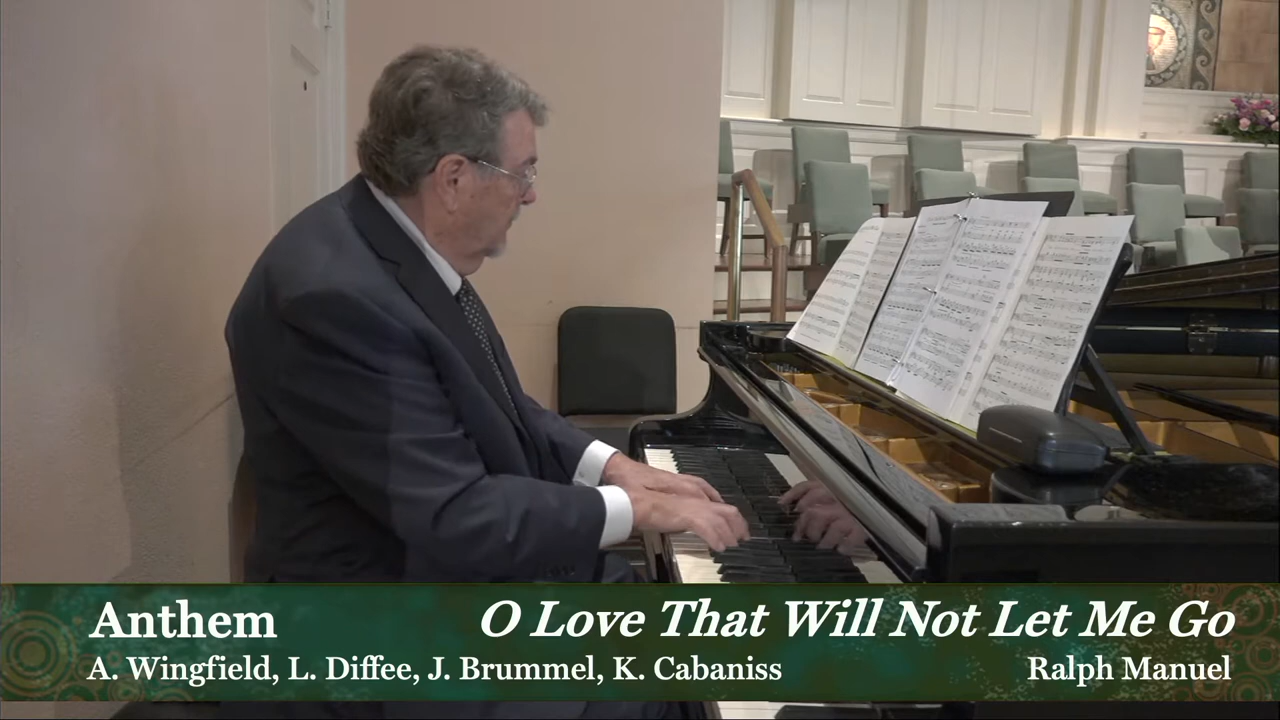 Anthem
O Love That Will Not Let Me Go
A. Wingfield, L. Diffee, J. Brummel, K. Cabaniss
Ralph Manuel